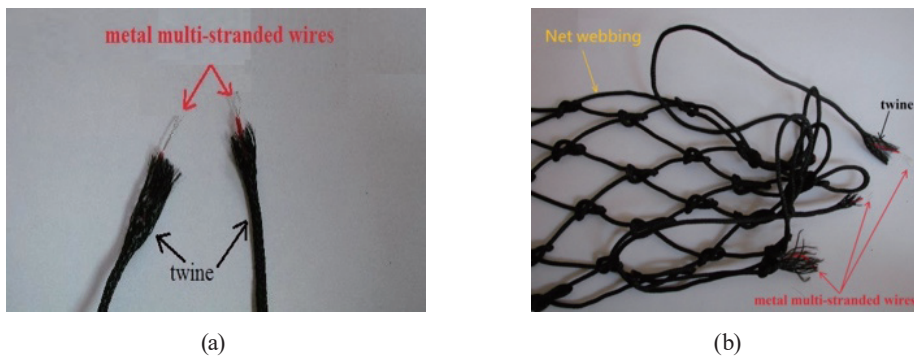 metal multi-stranded wires
twine
Net webbing
twine
metal multi-stranded wires
(a)
(b)